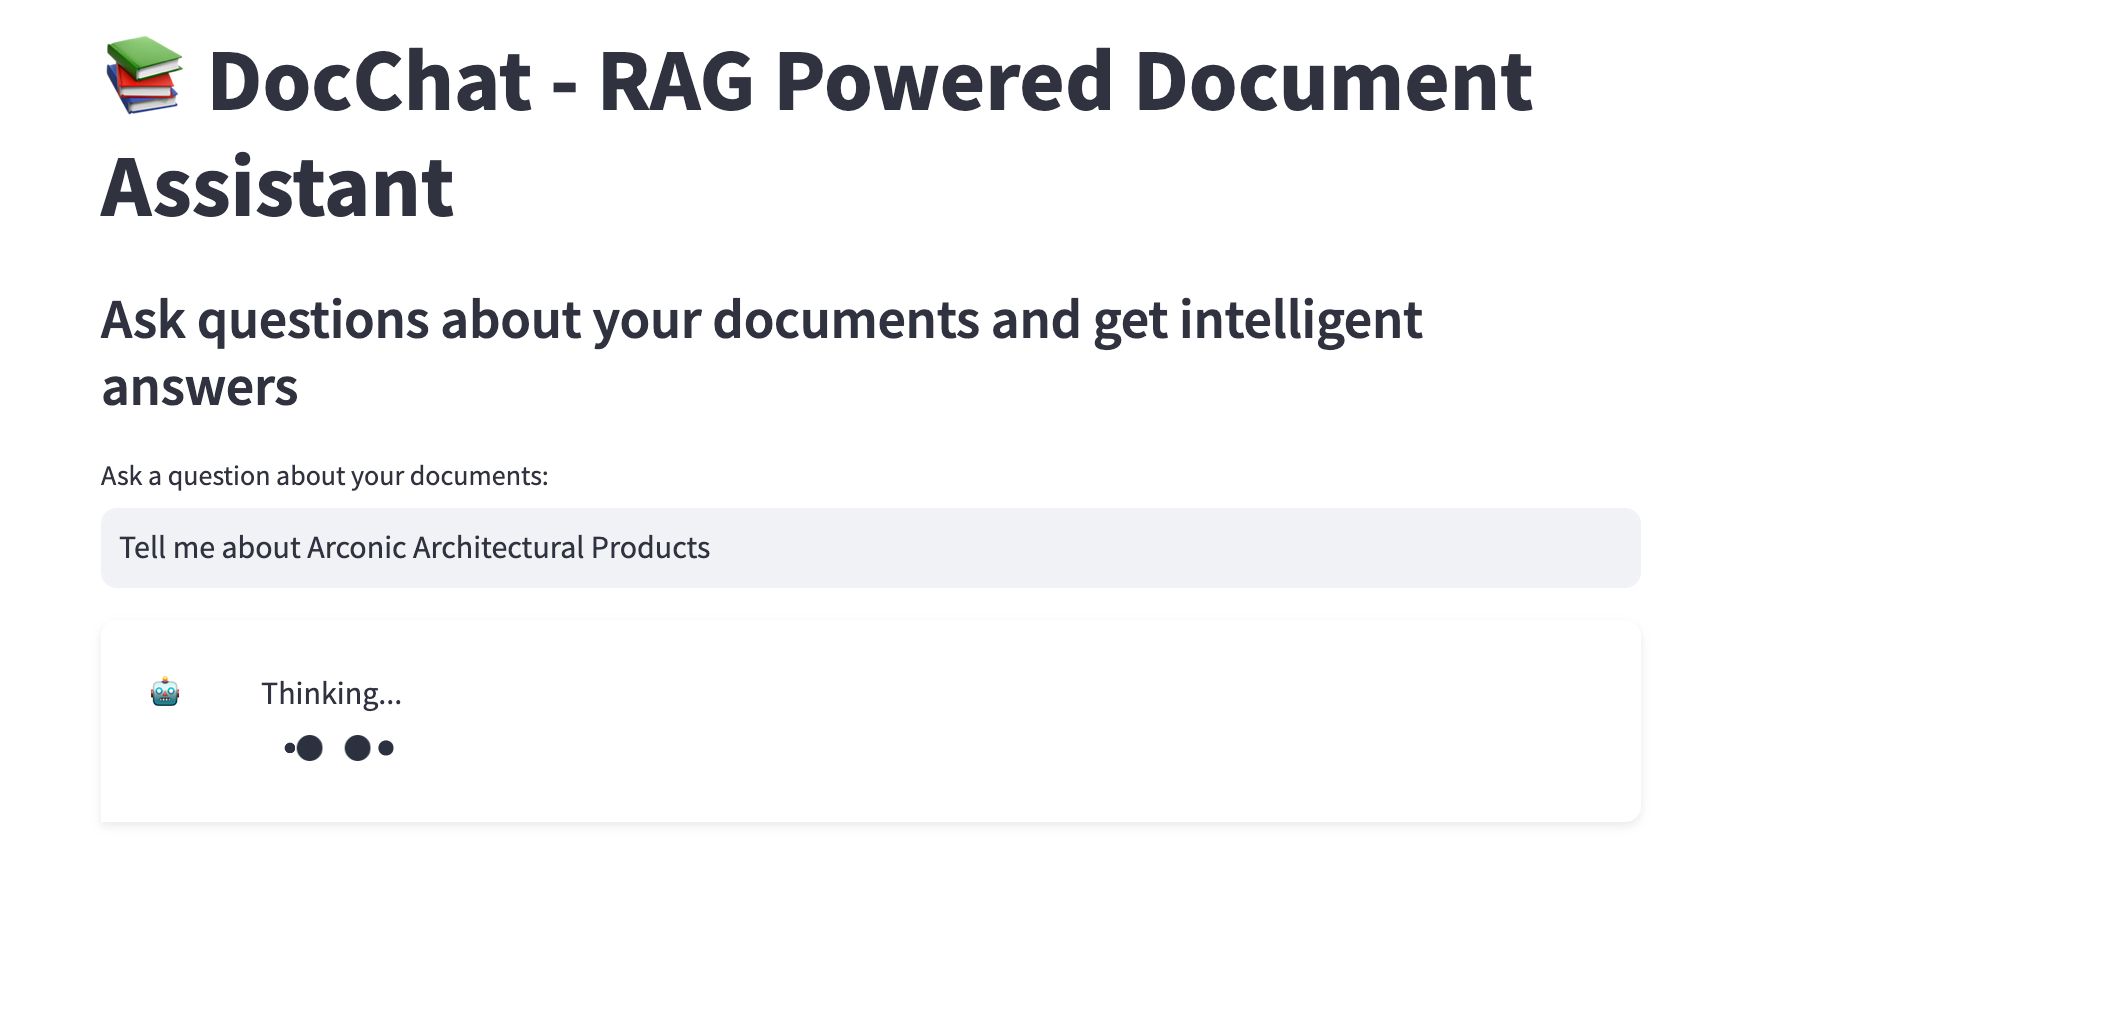 DocChat - RAG Powered Document
Assistant
Ask questions about your documents and get intelligent
answers
Ask a question about your documents:
Tell me about Arconic Architectural Products
Thinking...